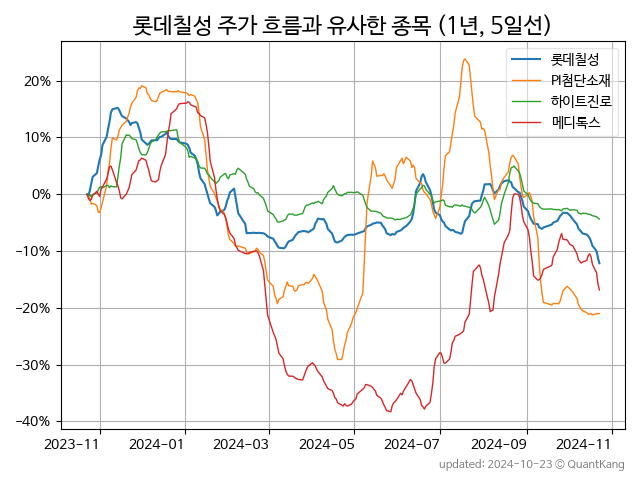 롯데칠성 주가 흐름과 유사한 종목 (1년, 5일선)
롯데칠성
PI첨단소재
하이트진로
메디톡스
20%
10%
0%
−10%
−20%
−30%
−40%
2023-11 2024-01 2024-03 2024-05 2024-07 2024-09 2024-11
updated: 2024-10-23 © QuantKang